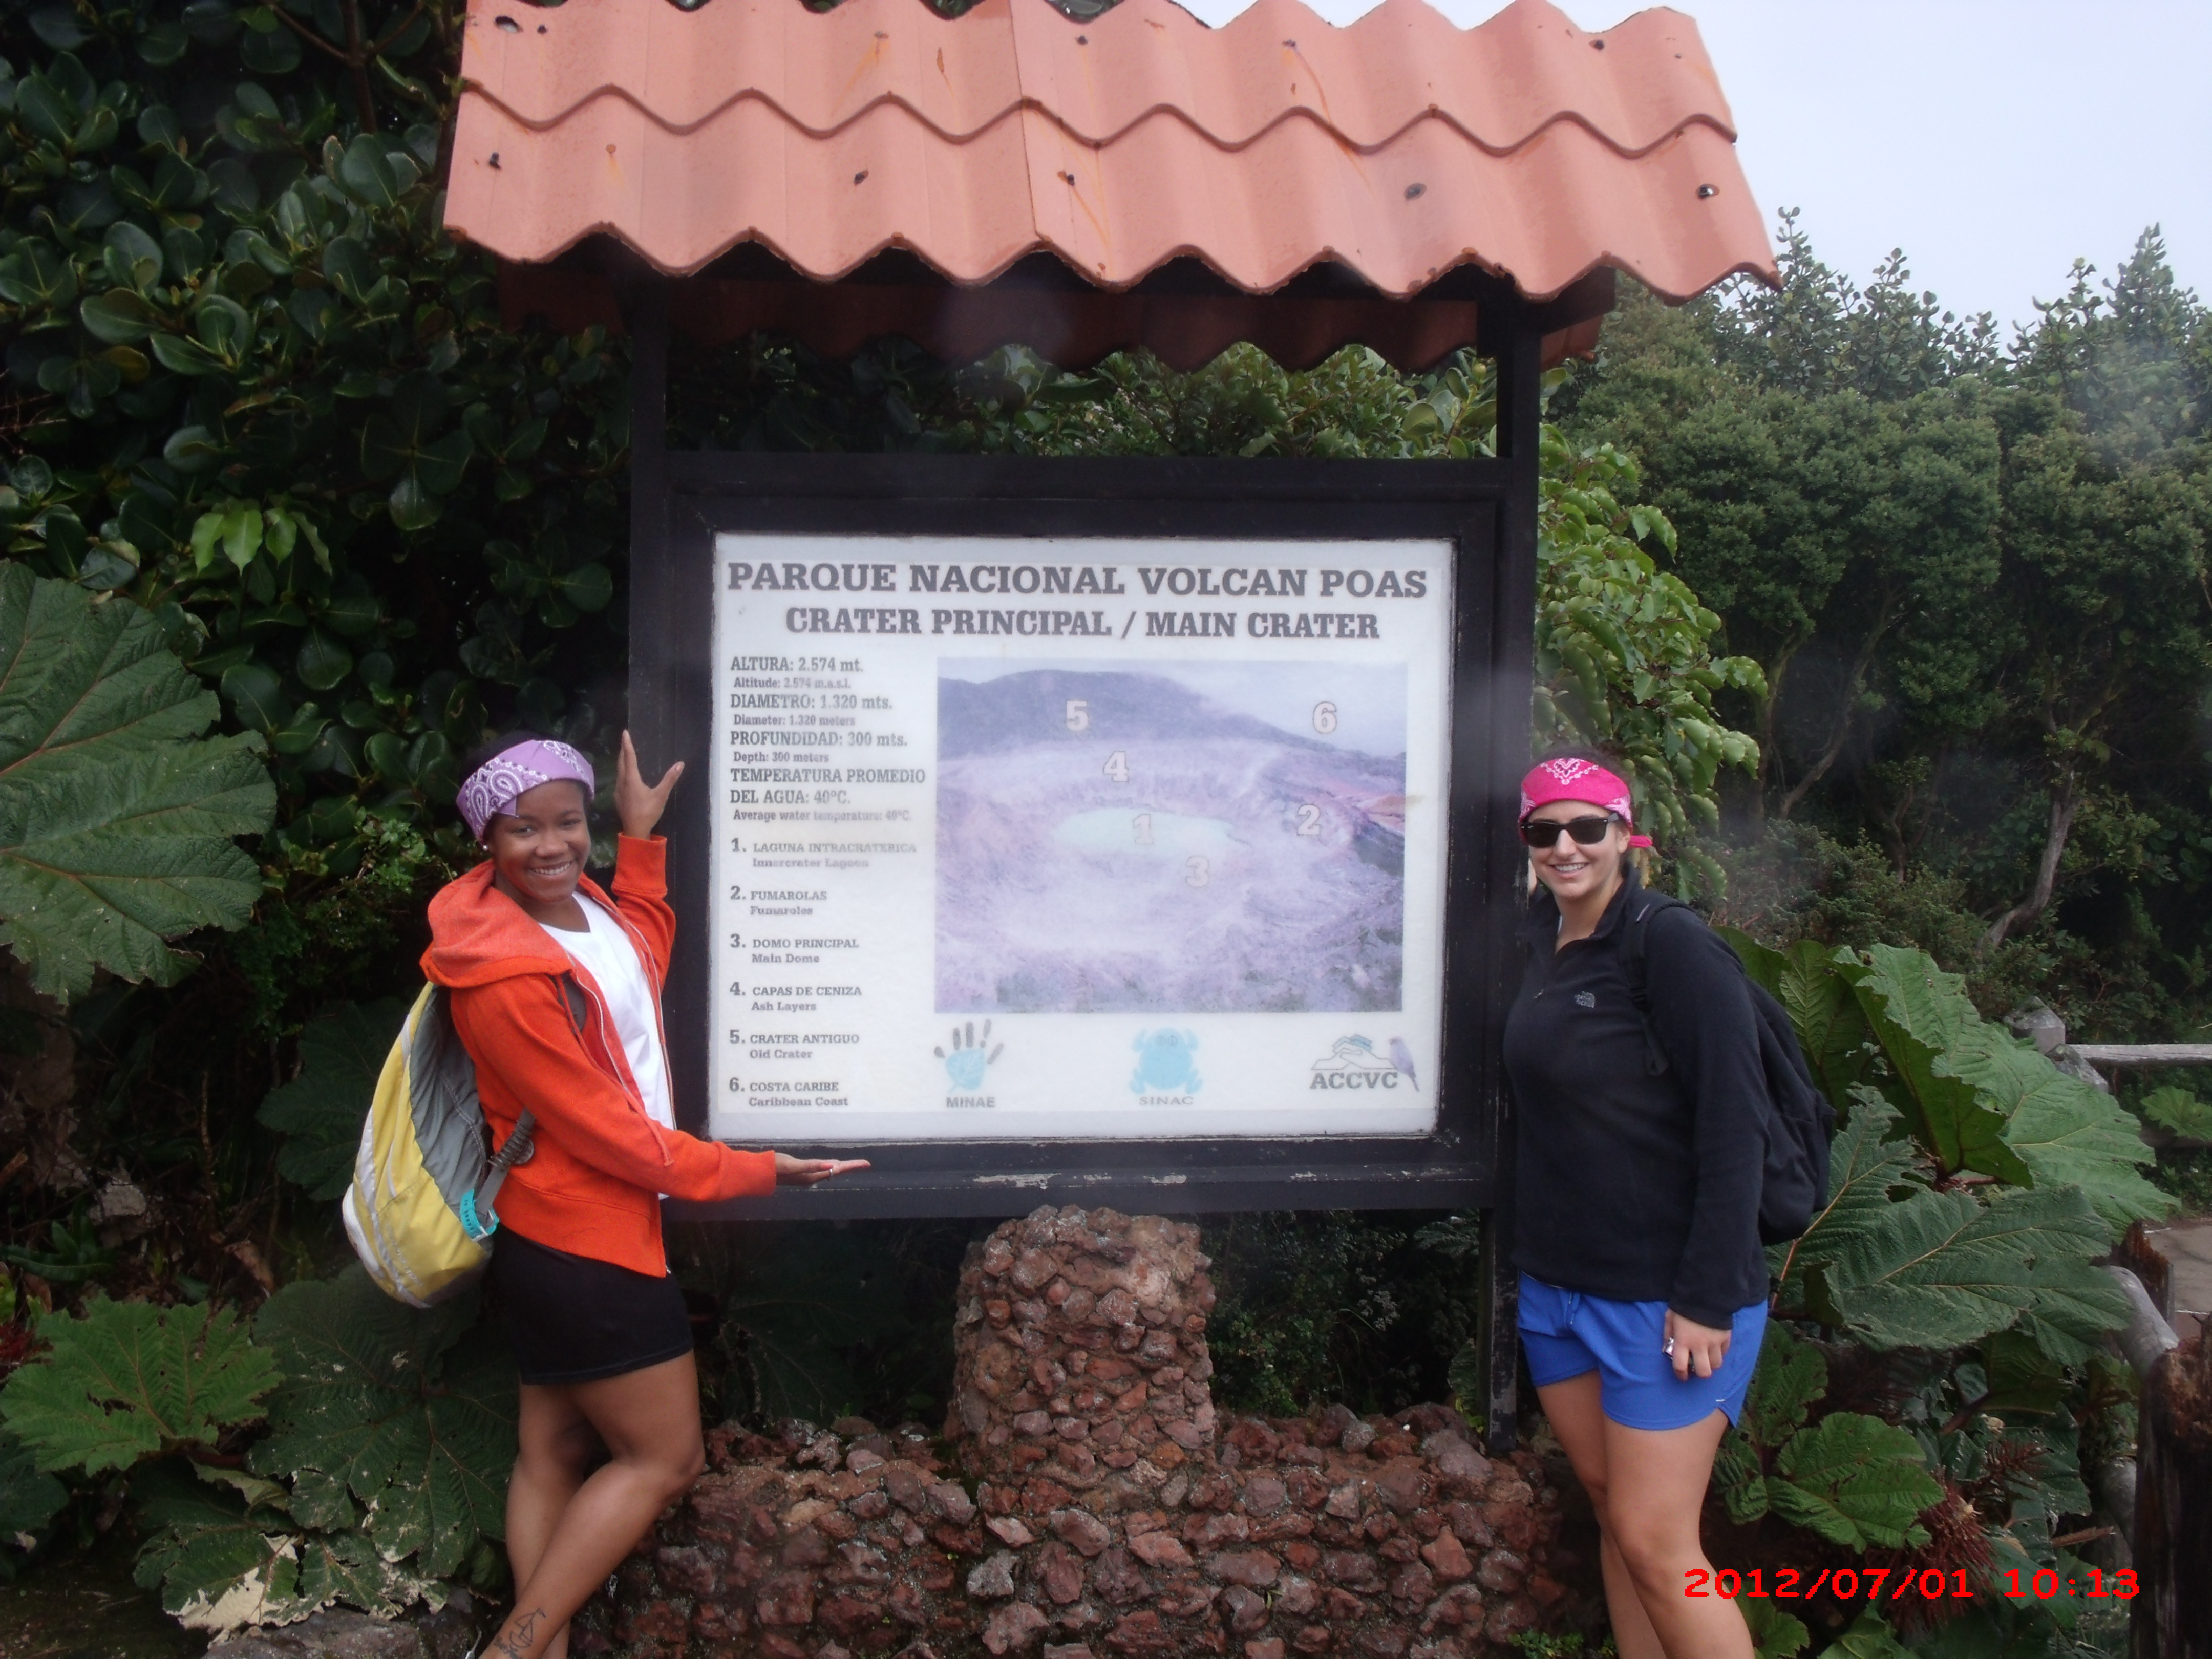 PARQUE NACIONAL VOLCAN POAS
CRATER PRINCIPAL / MAIN CRATER
ALTURA: 2.574 mt.
Altitude: 2.574 m.a.s.l.
DIAMETRO: 1.320 mts.
Diameter: 1.320 meters
PROFUNDIDAD: 300 mts.
Depth: 300 meters
TEMPERATURA PROMEDIO
DEL AGUA: 40°C.
Average water temperature: 40°C.
1. LAGUNA INTRACRATERICA
Innercrater Lagoon
2. FUMAROLAS
Fumaroles
3. DOMO PRINCIPAL
Main Dome
4. CAPAS DE CENIZA
Ash Layers
5. CRATER ANTIGUO
Old Crater
6. COSTA CARIBE
Caribbean Coast
5 6
4
1 2
3
MINAE SINAC ACCVC
2012/07/01 10:13